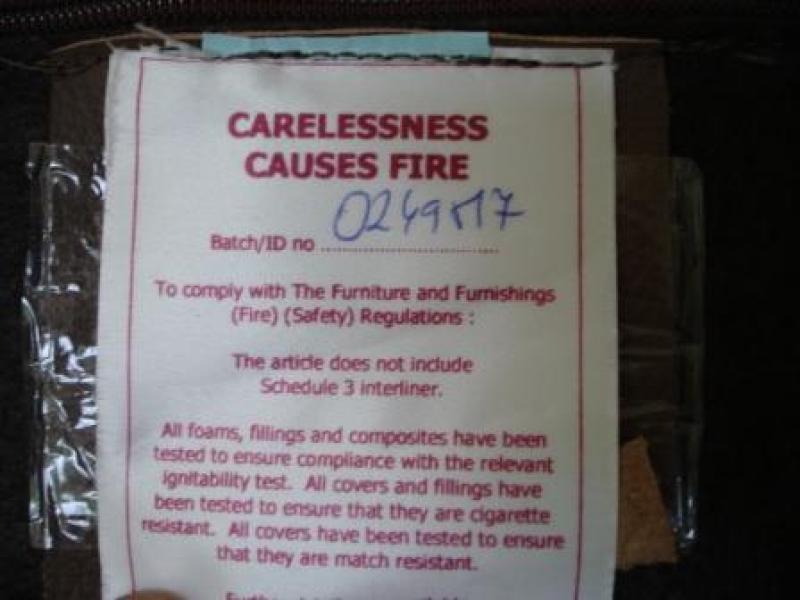 CARELESSNESS
CAUSES FIRE
Batch/ID no ....................
To comply with The Furniture and Furnishings
(Fire) (Safety) Regulations :
The article does not include
Schedule 3 interliner.
All foams, fillings and composites have been
tested to ensure compliance with the relevant
ignitability test. All covers and fillings have
been tested to ensure that they are cigarette
resistant. All covers have been tested to ensure
that they are match resistant.